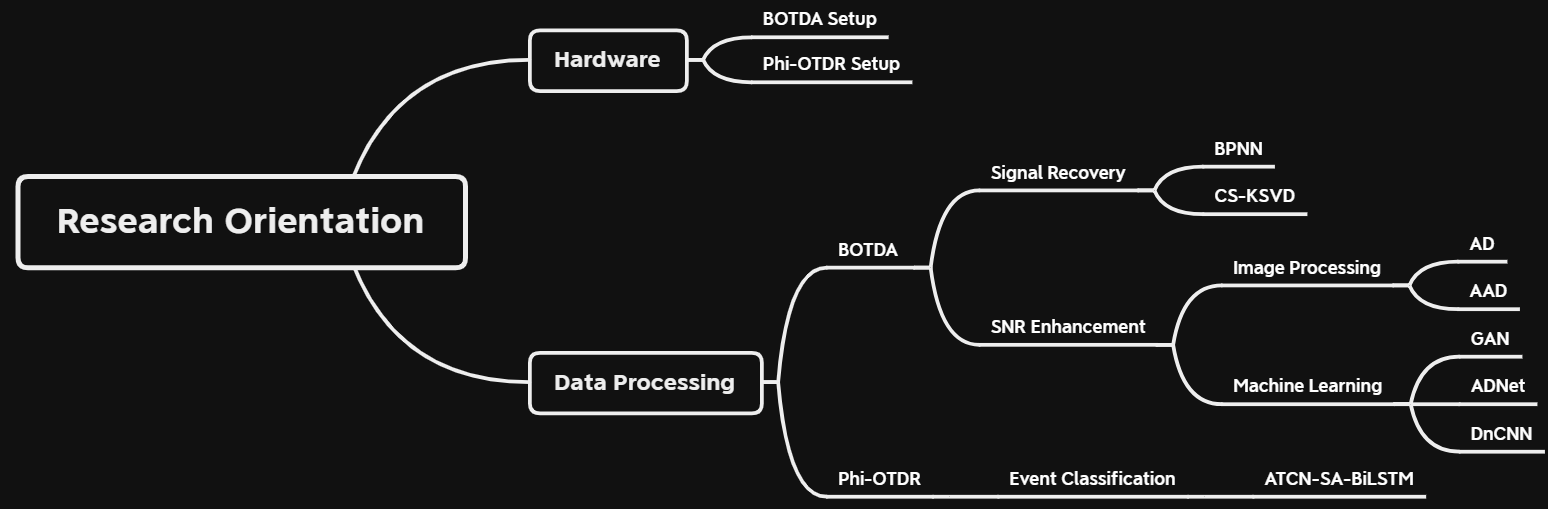 Research Orientation
Hardware
BOTDA Setup
Phi-OTDR Setup
Data Processing
BOTDA
Signal Recovery
BPNN
CS-KSVD
SNR Enhancement
Image Processing
AD
AAD
Machine Learning
GAN
ADNet
DnCNN
Phi-OTDR
Event Classification
ATCN-SA-BiLSTM